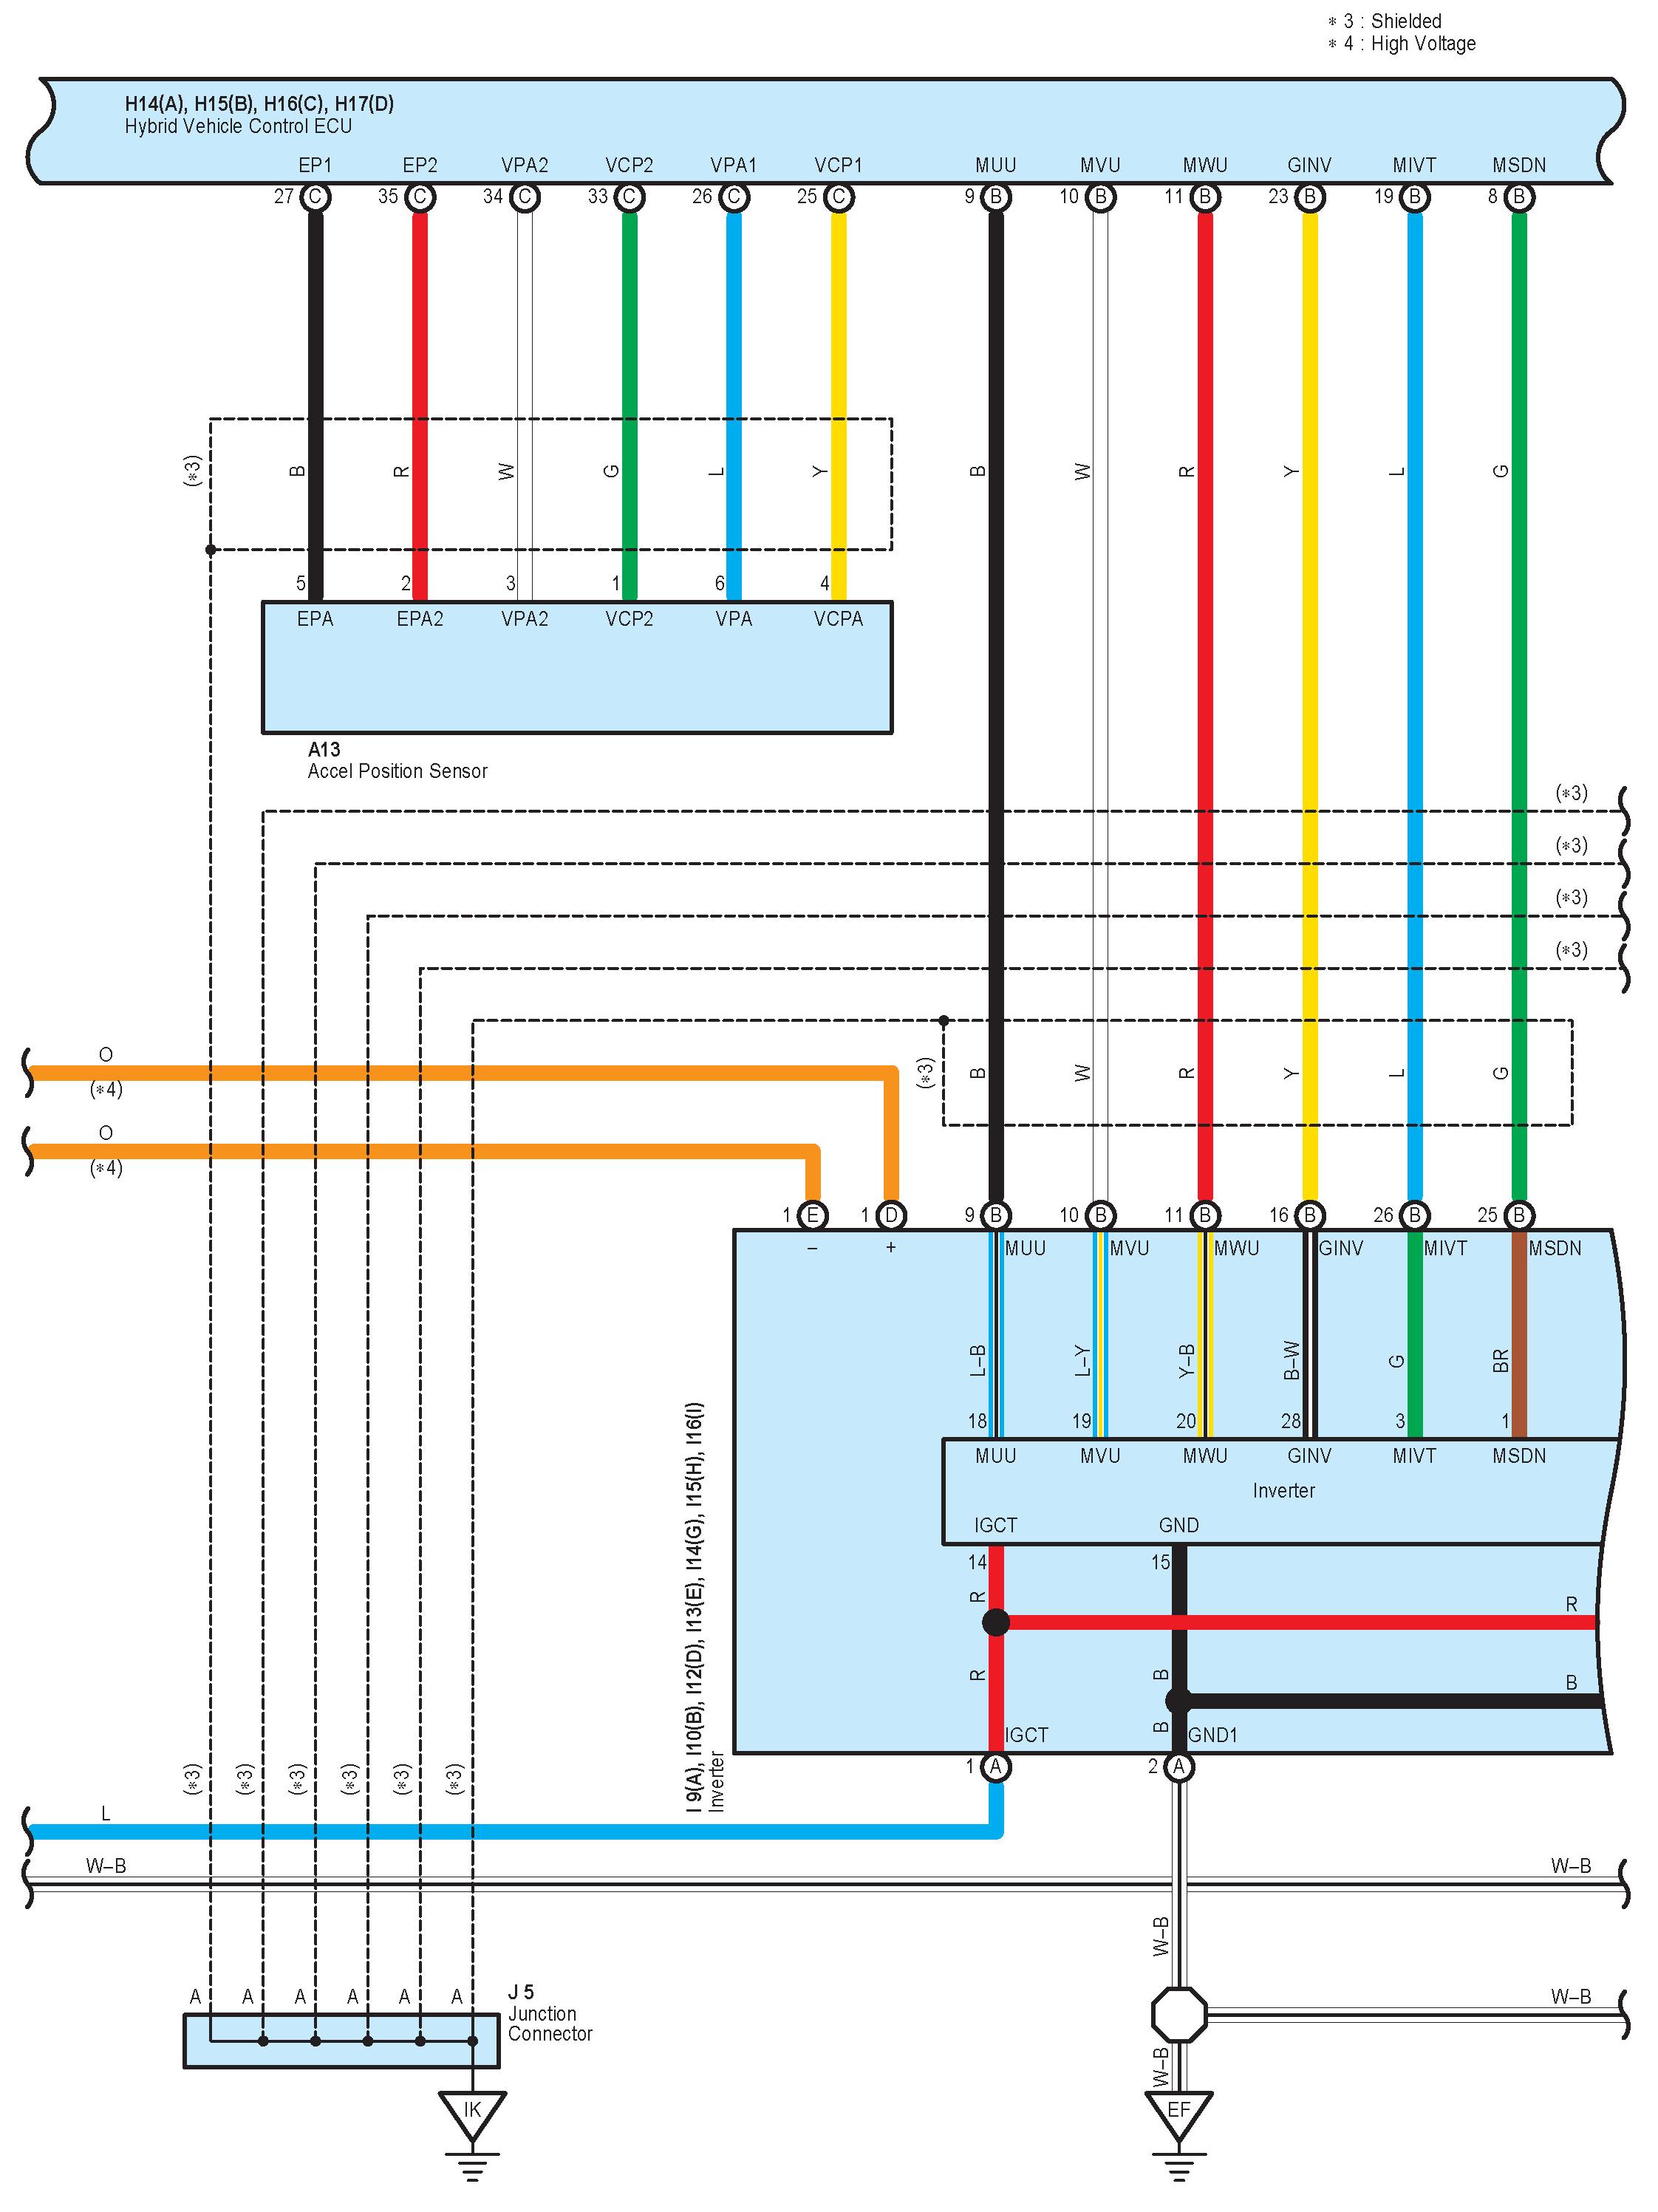 * 3 : Shielded
* 4 : High Voltage
H14(A), H15(B), H16(C), H17(D)
Hybrid Vehicle Control ECU
EP1 EP2 VPA2 VCP2 VPA1 VCP1 MUU MVU MWU GINV MIVT MSDN
27 C 35 C 34 C 33 C 26 C 25 C 9 B 10 B 11 B 23 B 19 B 8 B
(*3) B R W G L Y B W R Y L G
5 2 3 1 6 4
EPA EPA2 VPA2 VCP2 VPA VCPA
A13
Accel Position Sensor
(*3)
(*3)
(*3)
(*3)
O
(*4)
(*3) B W R Y L G
O
(*4)
1 E 1 D 9 B 10 B 11 B 16 B 26 B 25 B
– + MUU MVU MWU GINV MIVT MSDN
L–B L–Y Y–B B–W G BR
18 19 20 28 3 1
MUU MVU MWU GINV MIVT MSDN
Inverter
IGCT GND
14 15
R R
R B B
B
IGCT GND1
I 9(A), I10(B), I12(D), I13(E), I14(G), I15(H), I16(I)
Inverter
1 A 2 A
(*3) (*3) (*3) (*3) (*3) (*3)
L
W–B W–B
W–B
A A A A A A
J 5
Junction
Connector
W–B
W–B
IK EF